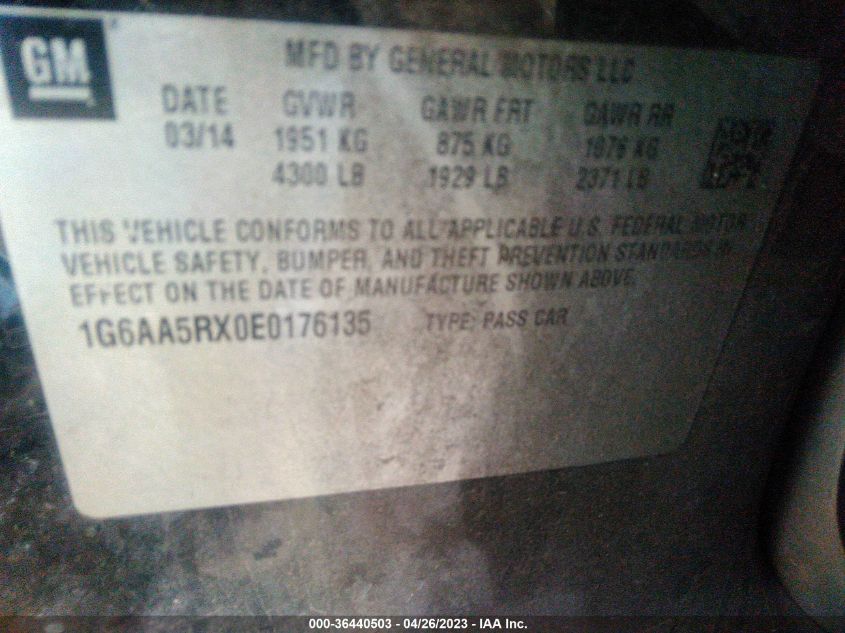 GM
MFD BY GENERAL MOTORS LLC
DATE GVWR GAWR FRT GAWR RR
03/14 1951 KG 875 KG 1076 KG
4300 LB 1929 LB 2371 LB
THIS VEHICLE CONFORMS TO ALL APPLICABLE U.S. FEDERAL MOTOR
VEHICLE SAFETY, BUMPER, AND THEFT PREVENTION STANDARDS IN
EFFECT ON THE DATE OF MANUFACTURE SHOWN ABOVE.
1G6AA5RX0E0176135 TYPE: PASS CAR
000-36440503 - 04/26/2023 - IAA Inc.